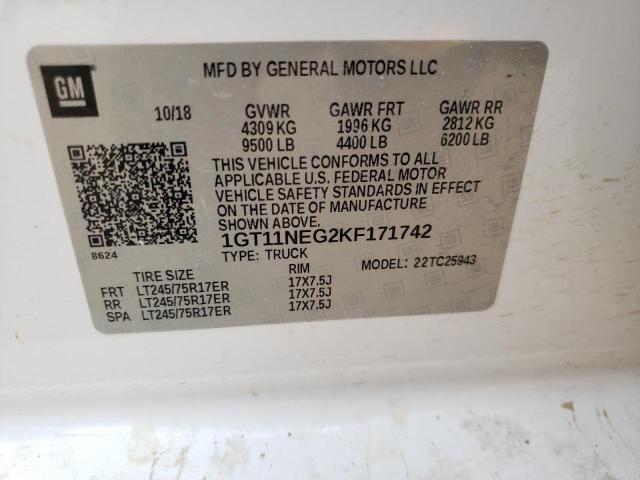 GM
MFD BY GENERAL MOTORS LLC
10/18 GVWR GAWR FRT GAWR RR
4309 KG 1996 KG 2812 KG
9500 LB 4400 LB 6200 LB
THIS VEHICLE CONFORMS TO ALL
APPLICABLE U.S. FEDERAL MOTOR
VEHICLE SAFETY STANDARDS IN EFFECT
ON THE DATE OF MANUFACTURE
SHOWN ABOVE.
1GT11NEG2KF171742
8624
TYPE: TRUCK MODEL: 22TC25943
TIRE SIZE RIM
FRT LT245/75R17ER 17X7.5J
RR LT245/75R17ER 17X7.5J
SPA LT245/75R17ER 17X7.5J